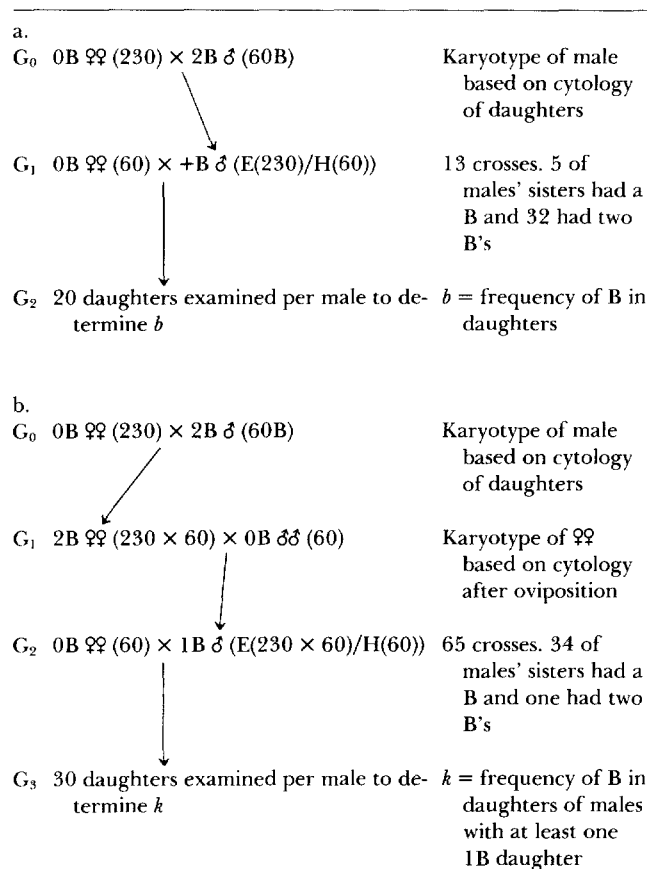 a.
G₀ 0B ♀♀ (230) × 2B ♂ (60B)
Karyotype of male
based on cytology
of daughters
G₁ 0B ♀♀ (60) × +B ♂ (E(230)/H(60))
13 crosses. 5 of
males' sisters had a
B and 32 had two
B's
G₂ 20 daughters examined per male to de-
termine b
b = frequency of B in
daughters
b.
G₀ 0B ♀♀ (230) × 2B ♂ (60B)
Karyotype of male
based on cytology
of daughters
G₁ 2B ♀♀ (230 × 60) × 0B ♂♂ (60)
Karyotype of ♀♀
based on cytology
after oviposition
G₂ 0B ♀♀ (60) × 1B ♂ (E(230 × 60)/H(60))
65 crosses. 34 of
males' sisters had a
B and one had two
B's
G₃ 30 daughters examined per male to de-
termine k
k = frequency of B in
daughters of males
with at least one
1B daughter